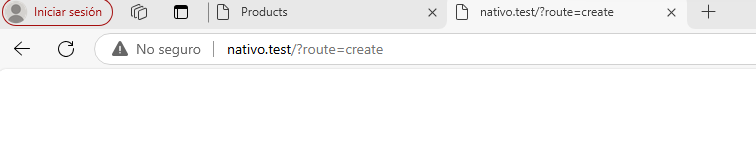 Iniciar sesión
Products
nativo.test/?route=create
No seguro
nativo.test/?route=create